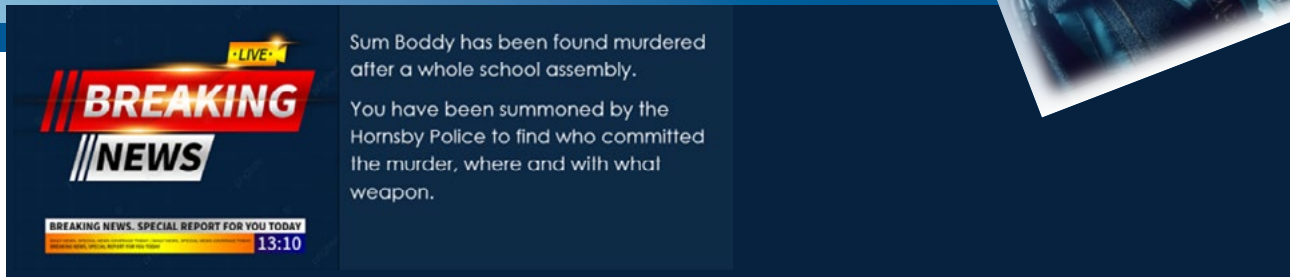 ·LIVE·
BREAKING
NEWS
BREAKING NEWS. SPECIAL REPORT FOR YOU TODAY
13:10
Sum Boddy has been found murdered
after a whole school assembly.
You have been summoned by the
Hornsby Police to find who committed
the murder, where and with what
weapon.